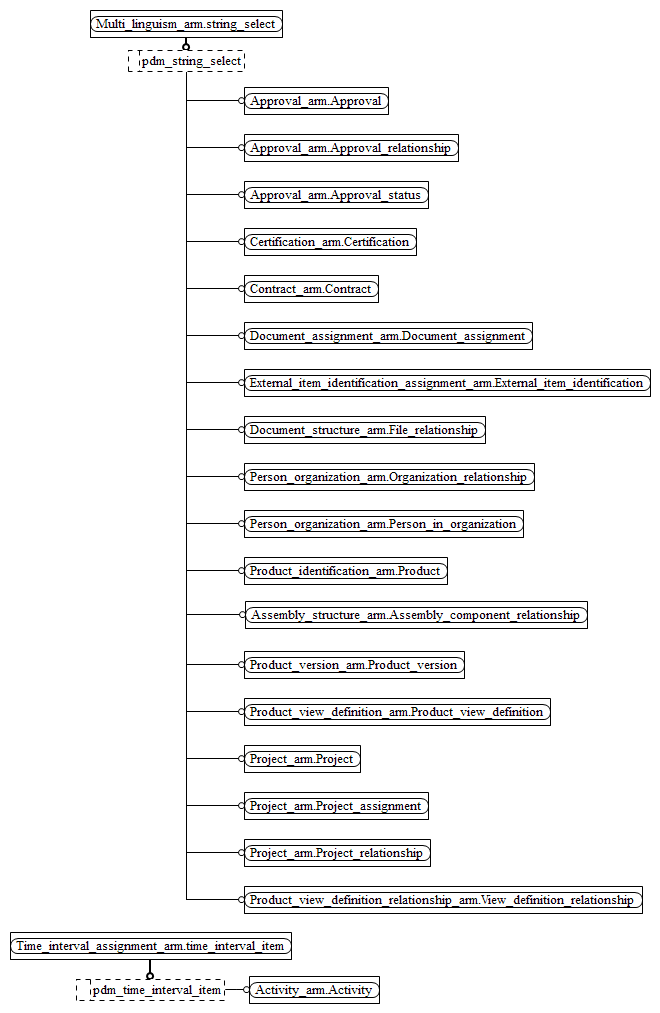 Multi_linguism_arm.string_select
pdm_string_select
Approval_arm.Approval
Approval_arm.Approval_relationship
Approval_arm.Approval_status
Certification_arm.Certification
Contract_arm.Contract
Document_assignment_arm.Document_assignment
External_item_identification_assignment_arm.External_item_identification
Document_structure_arm.File_relationship
Person_organization_arm.Organization_relationship
Person_organization_arm.Person_in_organization
Product_identification_arm.Product
Assembly_structure_arm.Assembly_component_relationship
Product_version_arm.Product_version
Product_view_definition_arm.Product_view_definition
Project_arm.Project
Project_arm.Project_assignment
Project_arm.Project_relationship
Product_view_definition_relationship_arm.View_definition_relationship
Time_interval_assignment_arm.time_interval_item
pdm_time_interval_item
Activity_arm.Activity